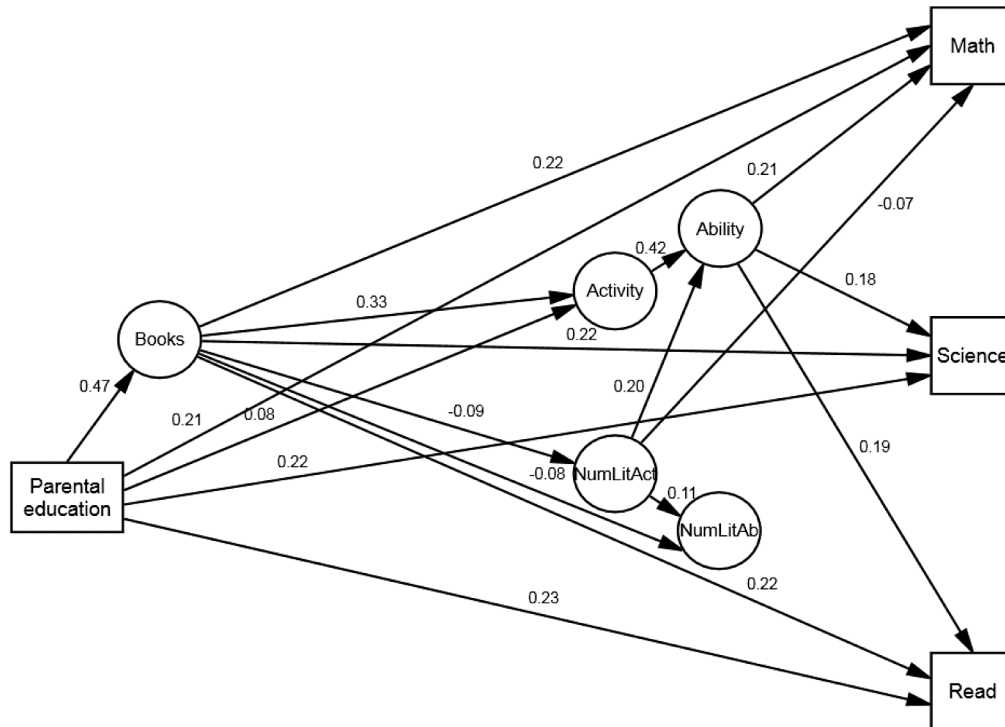 Math
0.22
0.21
-0.07
Ability
0.42
Activity
0.18
0.33
Books
0.22
Science
0.47
0.20
-0.09
0.21
0.08
0.19
0.22
-0.08
NumLitAct
Parental
education
0.11
NumLitAb
0.22
0.23
Read